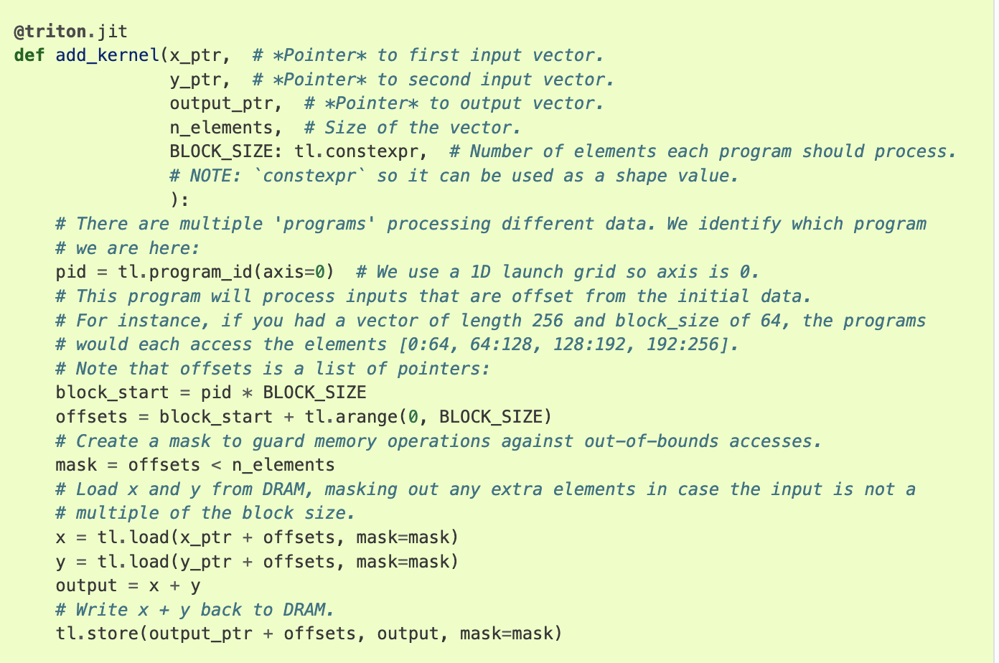 @triton.jit
def add_kernel(x_ptr,  # *Pointer* to first input vector.
               y_ptr,  # *Pointer* to second input vector.
               output_ptr,  # *Pointer* to output vector.
               n_elements,  # Size of the vector.
               BLOCK_SIZE: tl.constexpr,  # Number of elements each program should process.
               # NOTE: `constexpr` so it can be used as a shape value.
               ):
    # There are multiple 'programs' processing different data. We identify which program
    # we are here:
    pid = tl.program_id(axis=0)  # We use a 1D launch grid so axis is 0.
    # This program will process inputs that are offset from the initial data.
    # For instance, if you had a vector of length 256 and block_size of 64, the programs
    # would each access the elements [0:64, 64:128, 128:192, 192:256].
    # Note that offsets is a list of pointers:
    block_start = pid * BLOCK_SIZE
    offsets = block_start + tl.arange(0, BLOCK_SIZE)
    # Create a mask to guard memory operations against out-of-bounds accesses.
    mask = offsets < n_elements
    # Load x and y from DRAM, masking out any extra elements in case the input is not a
    # multiple of the block size.
    x = tl.load(x_ptr + offsets, mask=mask)
    y = tl.load(y_ptr + offsets, mask=mask)
    output = x + y
    # Write x + y back to DRAM.
    tl.store(output_ptr + offsets, output, mask=mask)